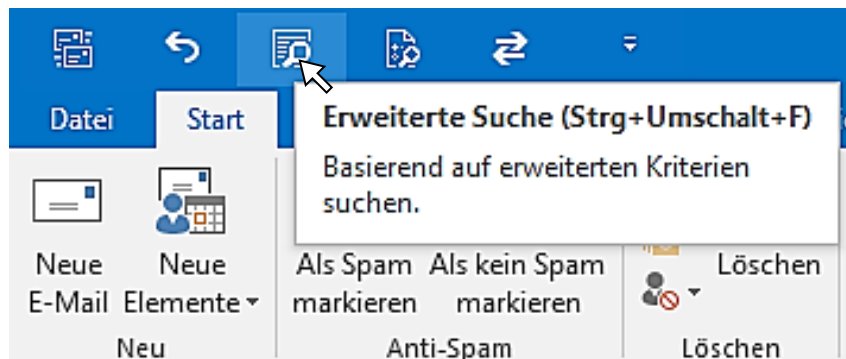 Datei Start
Erweiterte Suche (Strg+Umschalt+F)
Basierend auf erweiterten Kriterien
suchen.
Neue
E-Mail
Neue
Elemente
Als Spam
markieren
Als kein Spam
markieren
Löschen
Neu
Anti-Spam
Löschen